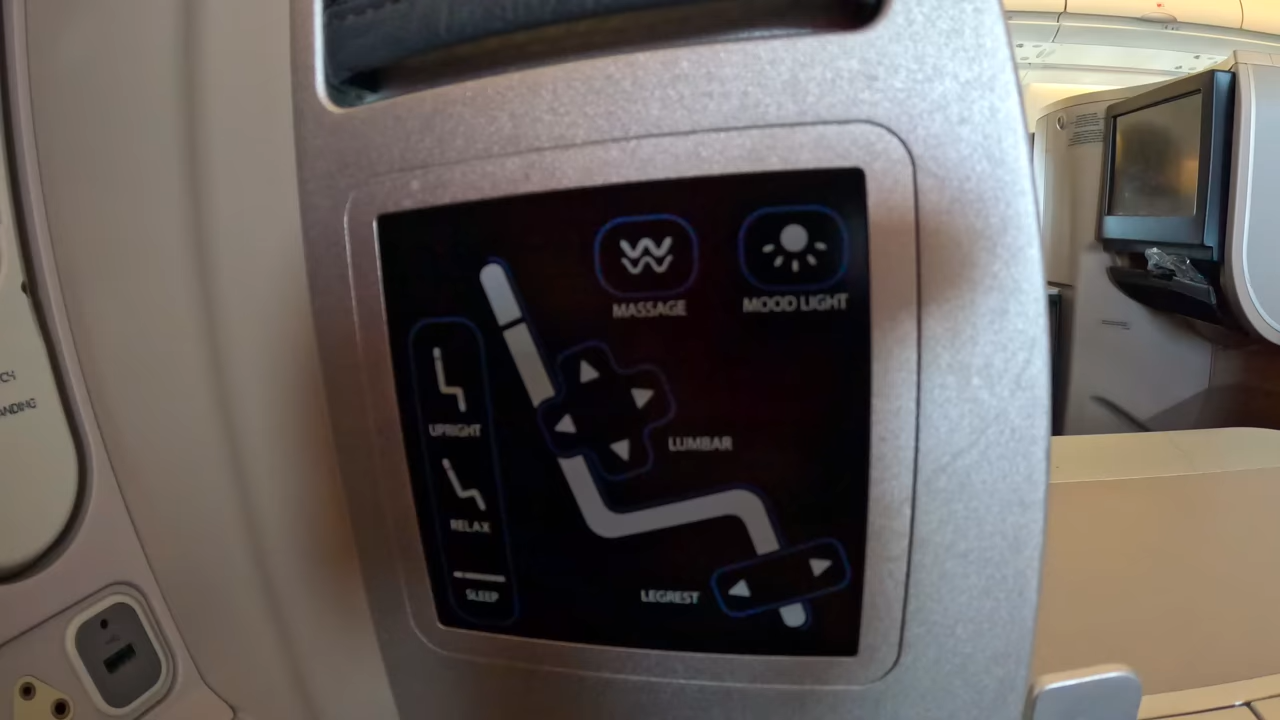 MASSAGE
MOOD LIGHT
UPRIGHT
LUMBAR
RELAX
SLEEP
LEGREST